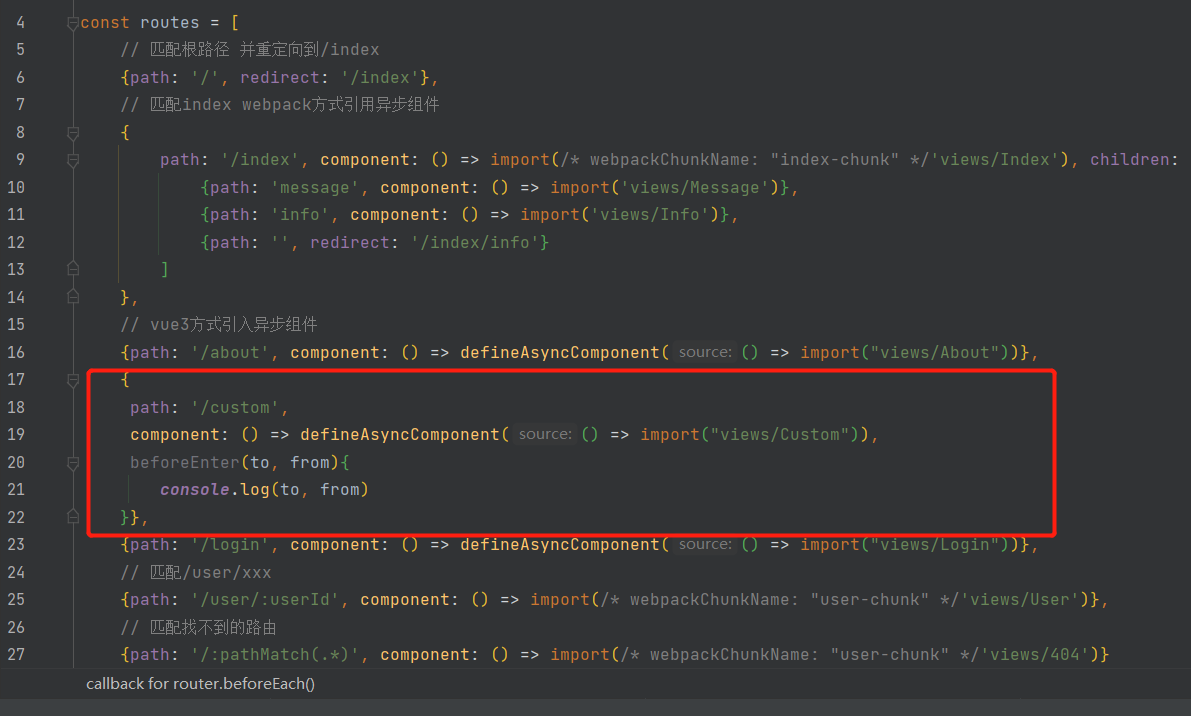 4 const routes = [
5 // 匹配根路径 并重定向到/index
6 {path: '/', redirect: '/index'},
7 // 匹配index webpack方式引用异步组件
8 {
9 path: '/index', component: () => import(/* webpackChunkName: "index-chunk" */'views/Index'), children:
10 {path: 'message', component: () => import('views/Message')},
11 {path: 'info', component: () => import('views/Info')},
12 {path: '', redirect: '/index/info'}
13 ]
14 },
15 // vue3方式引入异步组件
16 {path: '/about', component: () => defineAsyncComponent( source: () => import("views/About"))},
17 {
18 path: '/custom',
19 component: () => defineAsyncComponent( source: () => import("views/Custom")),
20 beforeEnter(to, from){
21 console.log(to, from)
22 }},
23 {path: '/login', component: () => defineAsyncComponent( source: () => import("views/Login"))},
24 // 匹配/user/xxx
25 {path: '/user/:userId', component: () => import(/* webpackChunkName: "user-chunk" */'views/User')},
26 // 匹配找不到的路由
27 {path: '/:pathMatch(.*)', component: () => import(/* webpackChunkName: "user-chunk" */'views/404')}
callback for router.beforeEach()